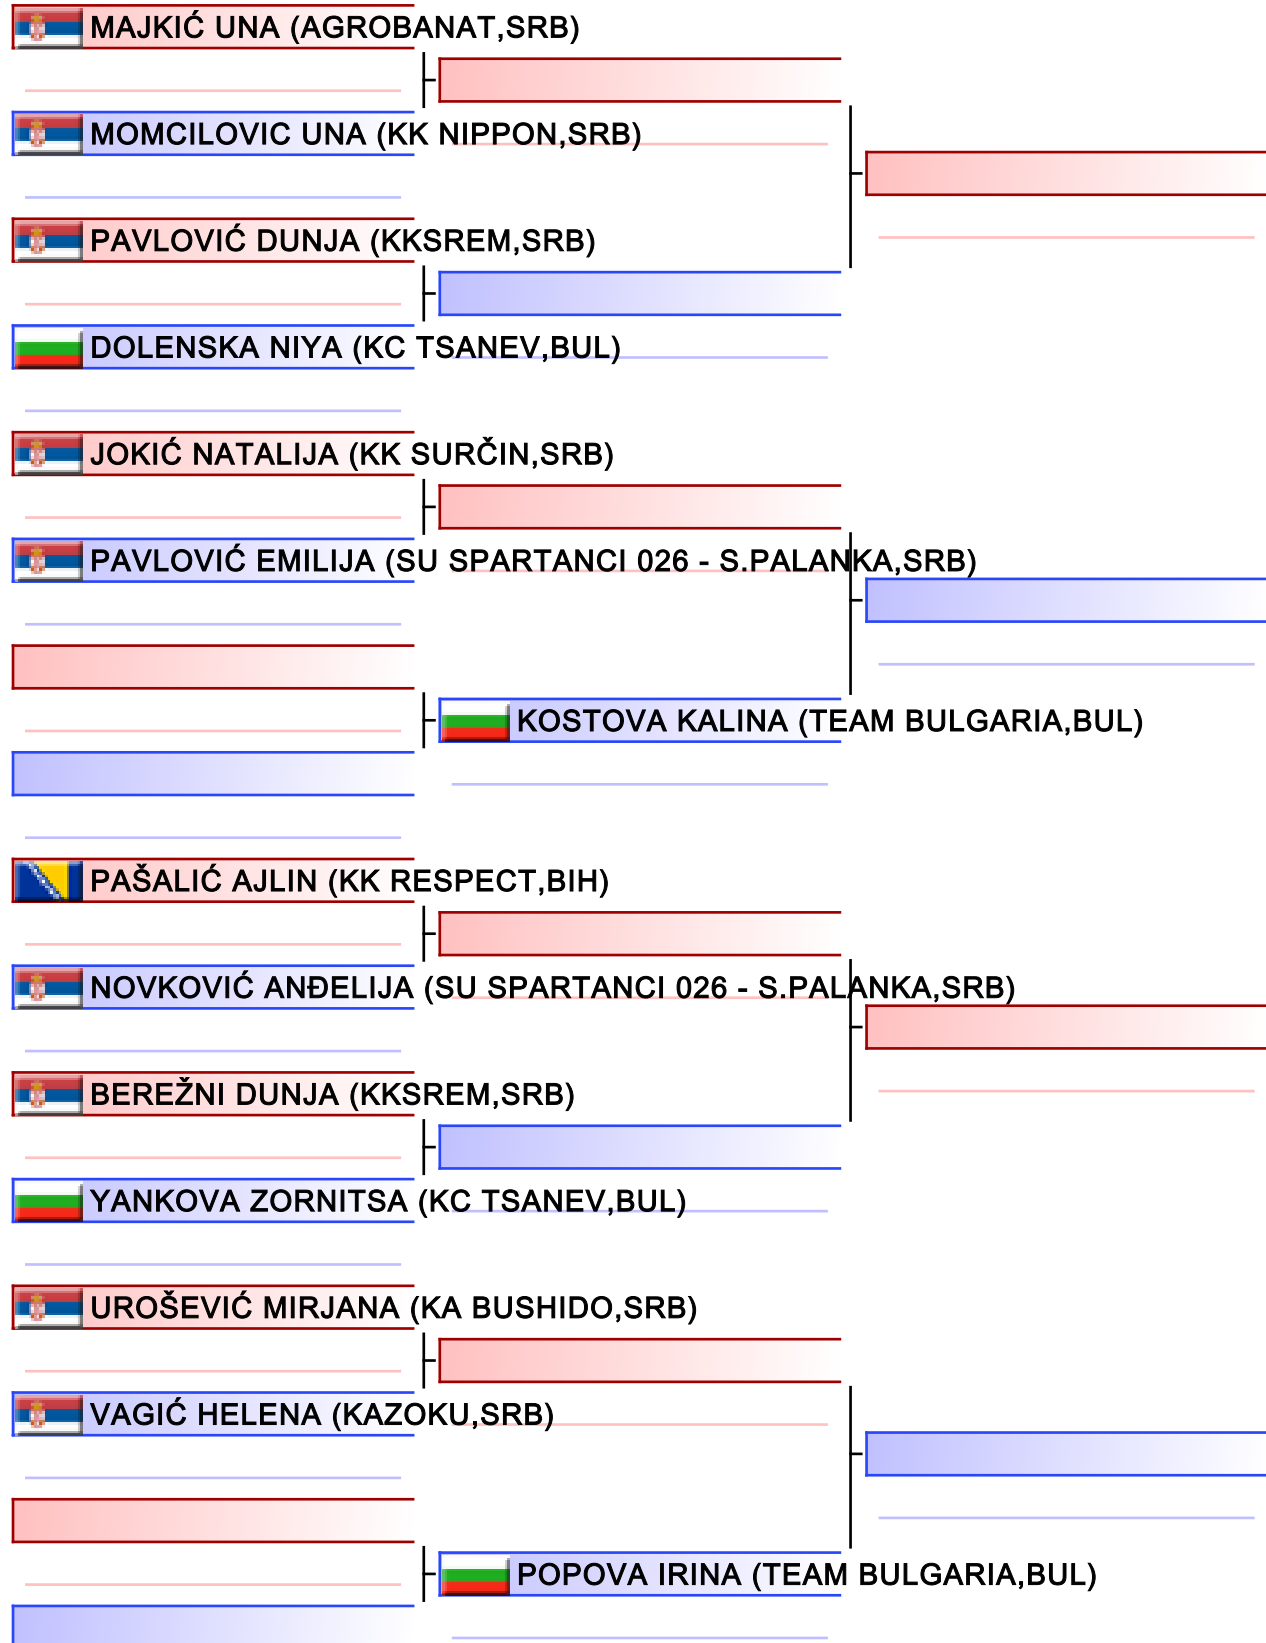 MAJKIĆ UNA (AGROBANAT,SRB)
MOMCILOVIC UNA (KK NIPPON,SRB)
PAVLOVIĆ DUNJA (KKSREM,SRB)
DOLENSKA NIYA (KC TSANEV,BUL)
JOKIĆ NATALIJA (KK SURČIN,SRB)
PAVLOVIĆ EMILIJA (SU SPARTANCI 026 - S.PALANKA,SRB)
KOSTOVA KALINA (TEAM BULGARIA,BUL)
PAŠALIĆ AJLIN (KK RESPECT,BIH)
NOVKOVIĆ ANĐELIJA (SU SPARTANCI 026 - S.PALANKA,SRB)
BEREŽNI DUNJA (KKSREM,SRB)
YANKOVA ZORNITSA (KC TSANEV,BUL)
UROŠEVIĆ MIRJANA (KA BUSHIDO,SRB)
VAGIĆ HELENA (KAZOKU,SRB)
POPOVA IRINA (TEAM BULGARIA,BUL)